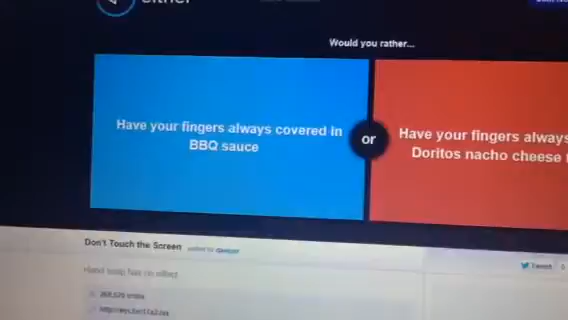 Would you rather...
Have your fingers always covered in
BBQ sauce
or
Have your fingers always
Doritos nacho cheese
Don't Touch the Screen
Tweet
Hand soap has no effect